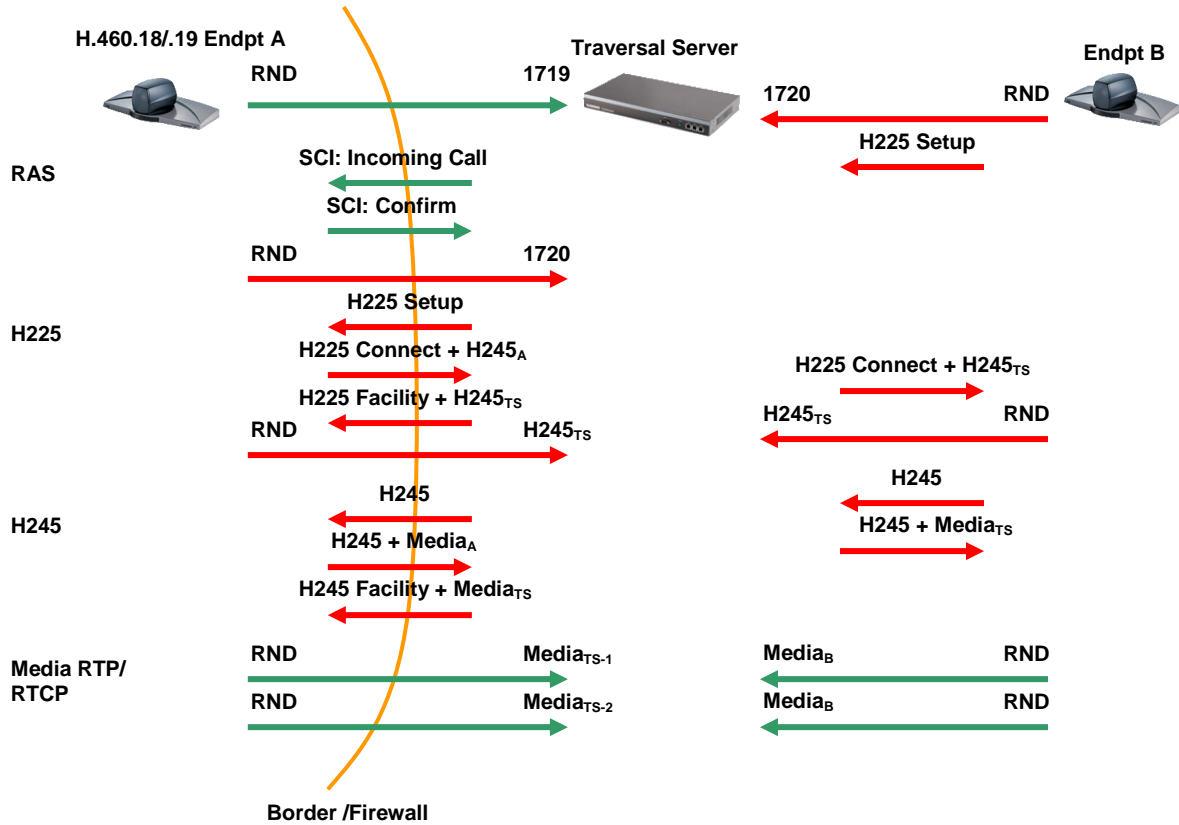 H.460.18/.19 Endpt A
Traversal Server
Endpt B
RND 1719
1720 RND
H225 Setup
RAS
SCI: Incoming Call
SCI: Confirm
RND 1720
H225 Setup
H225
H225 Connect + H245A
H225 Connect + H245TS
H225 Facility + H245TS
H245TS RND
RND H245TS
H245
H245
H245
H245 + MediaA
H245 + MediaTS
H245 Facility + MediaTS
Media RTP/
RTCP
RND MediaTS-1
MediaB RND
RND MediaTS-2
MediaB RND
Border /Firewall